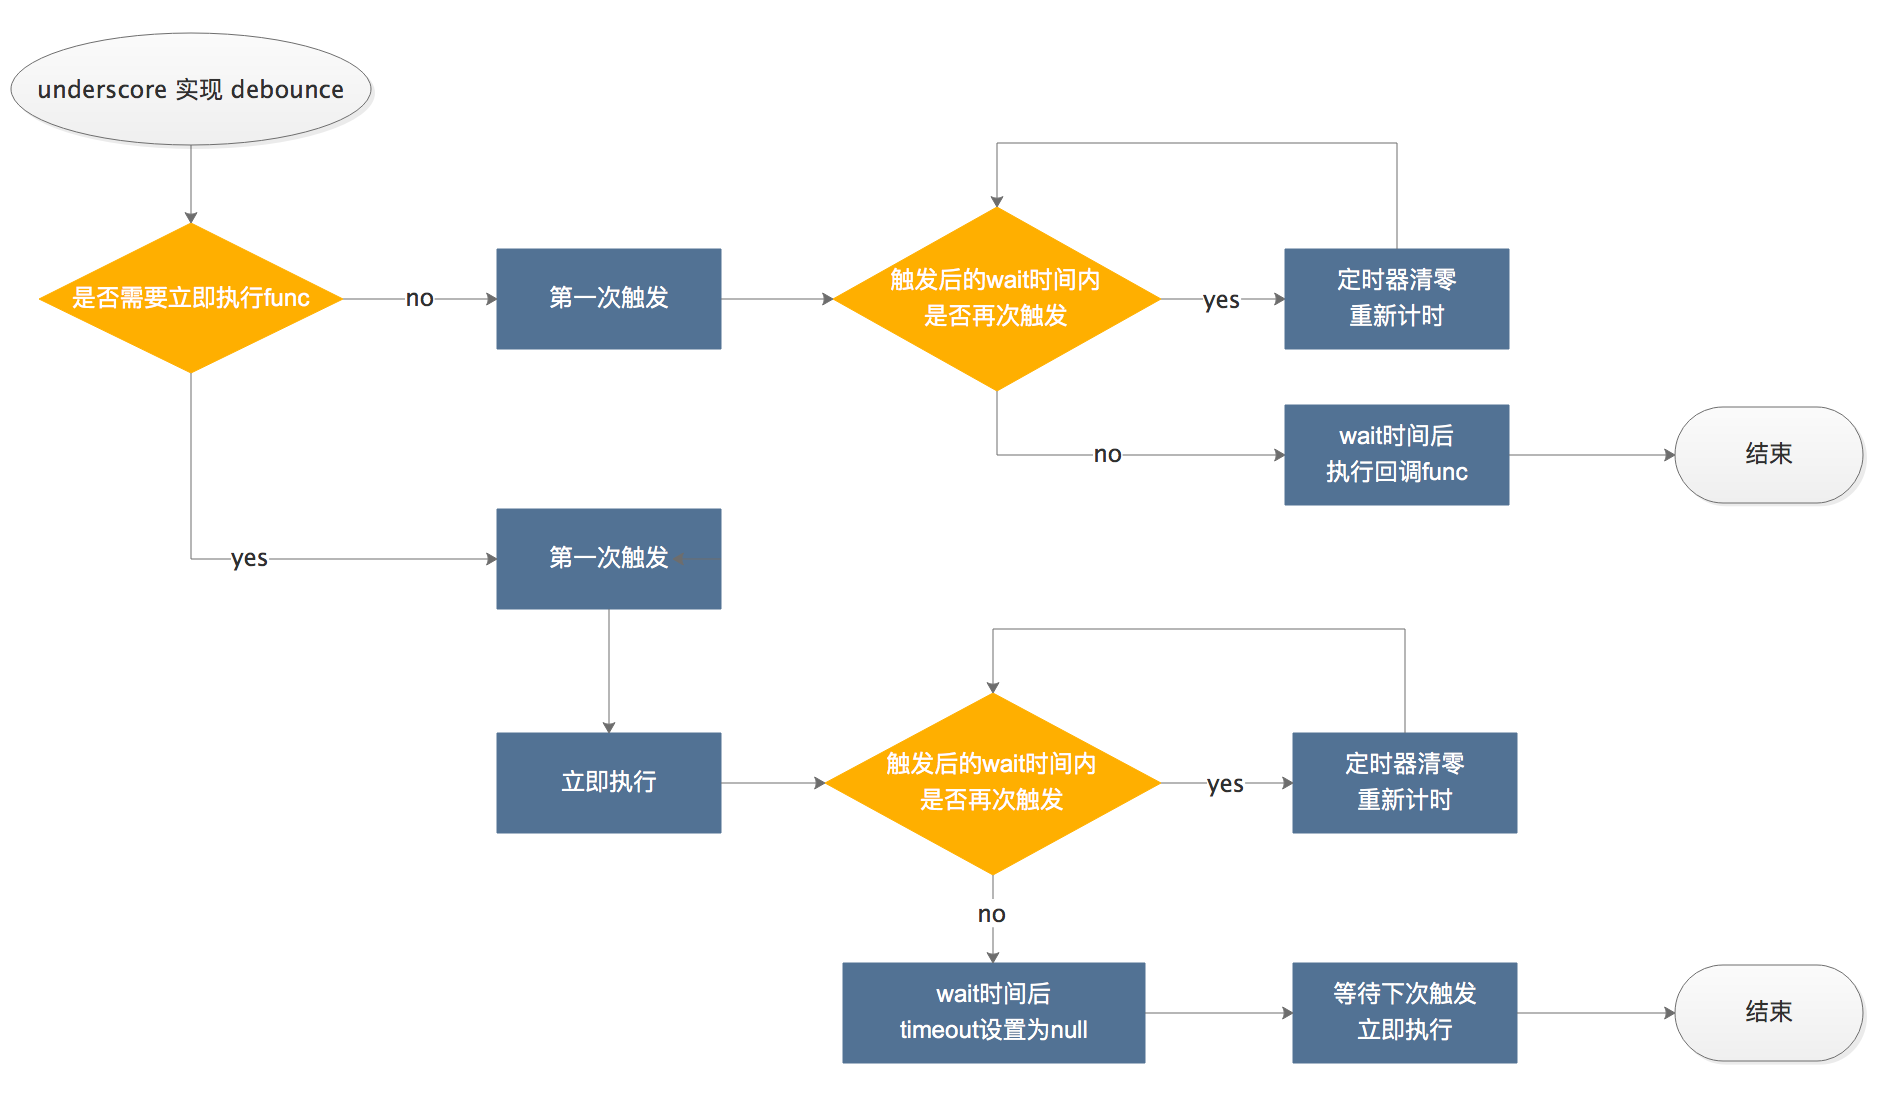 underscore 实现 debounce
是否需要立即执行func
no
第一次触发
触发后的wait时间内
是否再次触发
yes
定时器清零
重新计时
no
wait时间后
执行回调func
结束
yes
第一次触发
立即执行
触发后的wait时间内
是否再次触发
yes
定时器清零
重新计时
no
wait时间后
timeout设置为null
等待下次触发
立即执行
结束